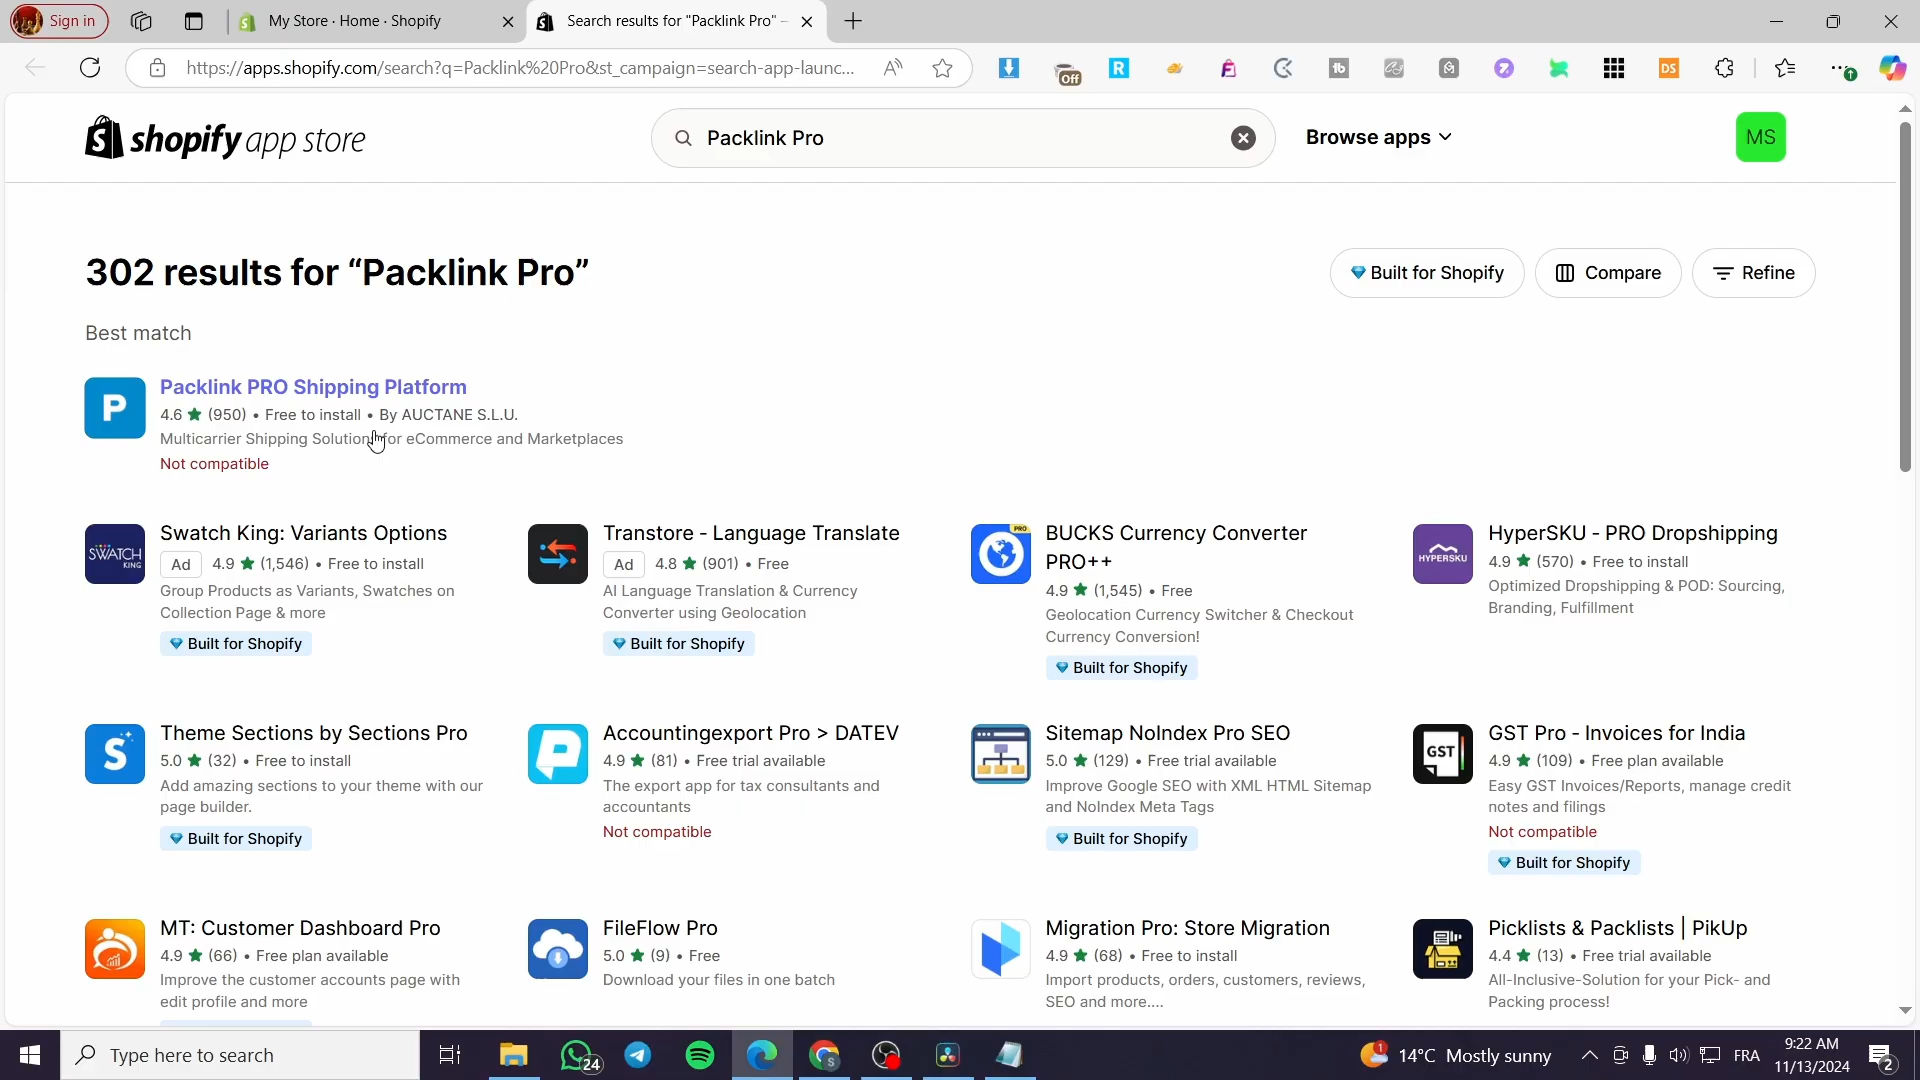 Sign in
My Store · Home · Shopify
Search results for "Packlink Pro" –
https://apps.shopify.com/search?q=Packlink%20Pro&st_campaign=search-app-launc...
Off
shopify app store
Packlink Pro
Browse apps
MS
302 results for “Packlink Pro”
Built for Shopify
Compare
Refine
Best match
P
Packlink PRO Shipping Platform
4.6 ★ (950) • Free to install • By AUCTANE S.L.U.
Multicarrier Shipping Solution for eCommerce and Marketplaces
Not compatible
SWATCH KING
Swatch King: Variants Options
Ad 4.9 ★ (1,546) • Free to install
Group Products as Variants, Swatches on
Collection Page & more
Built for Shopify
Transtore - Language Translate
Ad 4.8 ★ (901) • Free
AI Language Translation & Currency
Converter using Geolocation
Built for Shopify
PRO
BUCKS Currency Converter
PRO++
4.9 ★ (1,545) • Free
Geolocation Currency Switcher & Checkout
Currency Conversion!
Built for Shopify
HYPERSKU
HyperSKU - PRO Dropshipping
4.9 ★ (570) • Free to install
Optimized Dropshipping & POD: Sourcing,
Branding, Fulfillment
S
Theme Sections by Sections Pro
5.0 ★ (32) • Free to install
Add amazing sections to your theme with our
page builder.
Built for Shopify
Accountingexport Pro > DATEV
4.9 ★ (81) • Free trial available
The export app for tax consultants and
accountants
Not compatible
Sitemap NoIndex Pro SEO
5.0 ★ (129) • Free trial available
Improve Google SEO with XML HTML Sitemap
and NoIndex Meta Tags
Built for Shopify
GST
GST Pro - Invoices for India
4.9 ★ (109) • Free plan available
Easy GST Invoices/Reports, manage credit
notes and filings
Not compatible
Built for Shopify
MT: Customer Dashboard Pro
4.9 ★ (66) • Free plan available
Improve the customer accounts page with
edit profile and more
FileFlow Pro
5.0 ★ (9) • Free
Download your files in one batch
Migration Pro: Store Migration
4.9 ★ (68) • Free to install
Import products, orders, customers, reviews,
SEO and more....
Picklists & Packlists | PikUp
4.4 ★ (13) • Free trial available
All-Inclusive-Solution for your Pick- and
Packing process!
Type here to search
24
1
14°C Mostly sunny
FRA
9:22 AM
11/13/2024
2